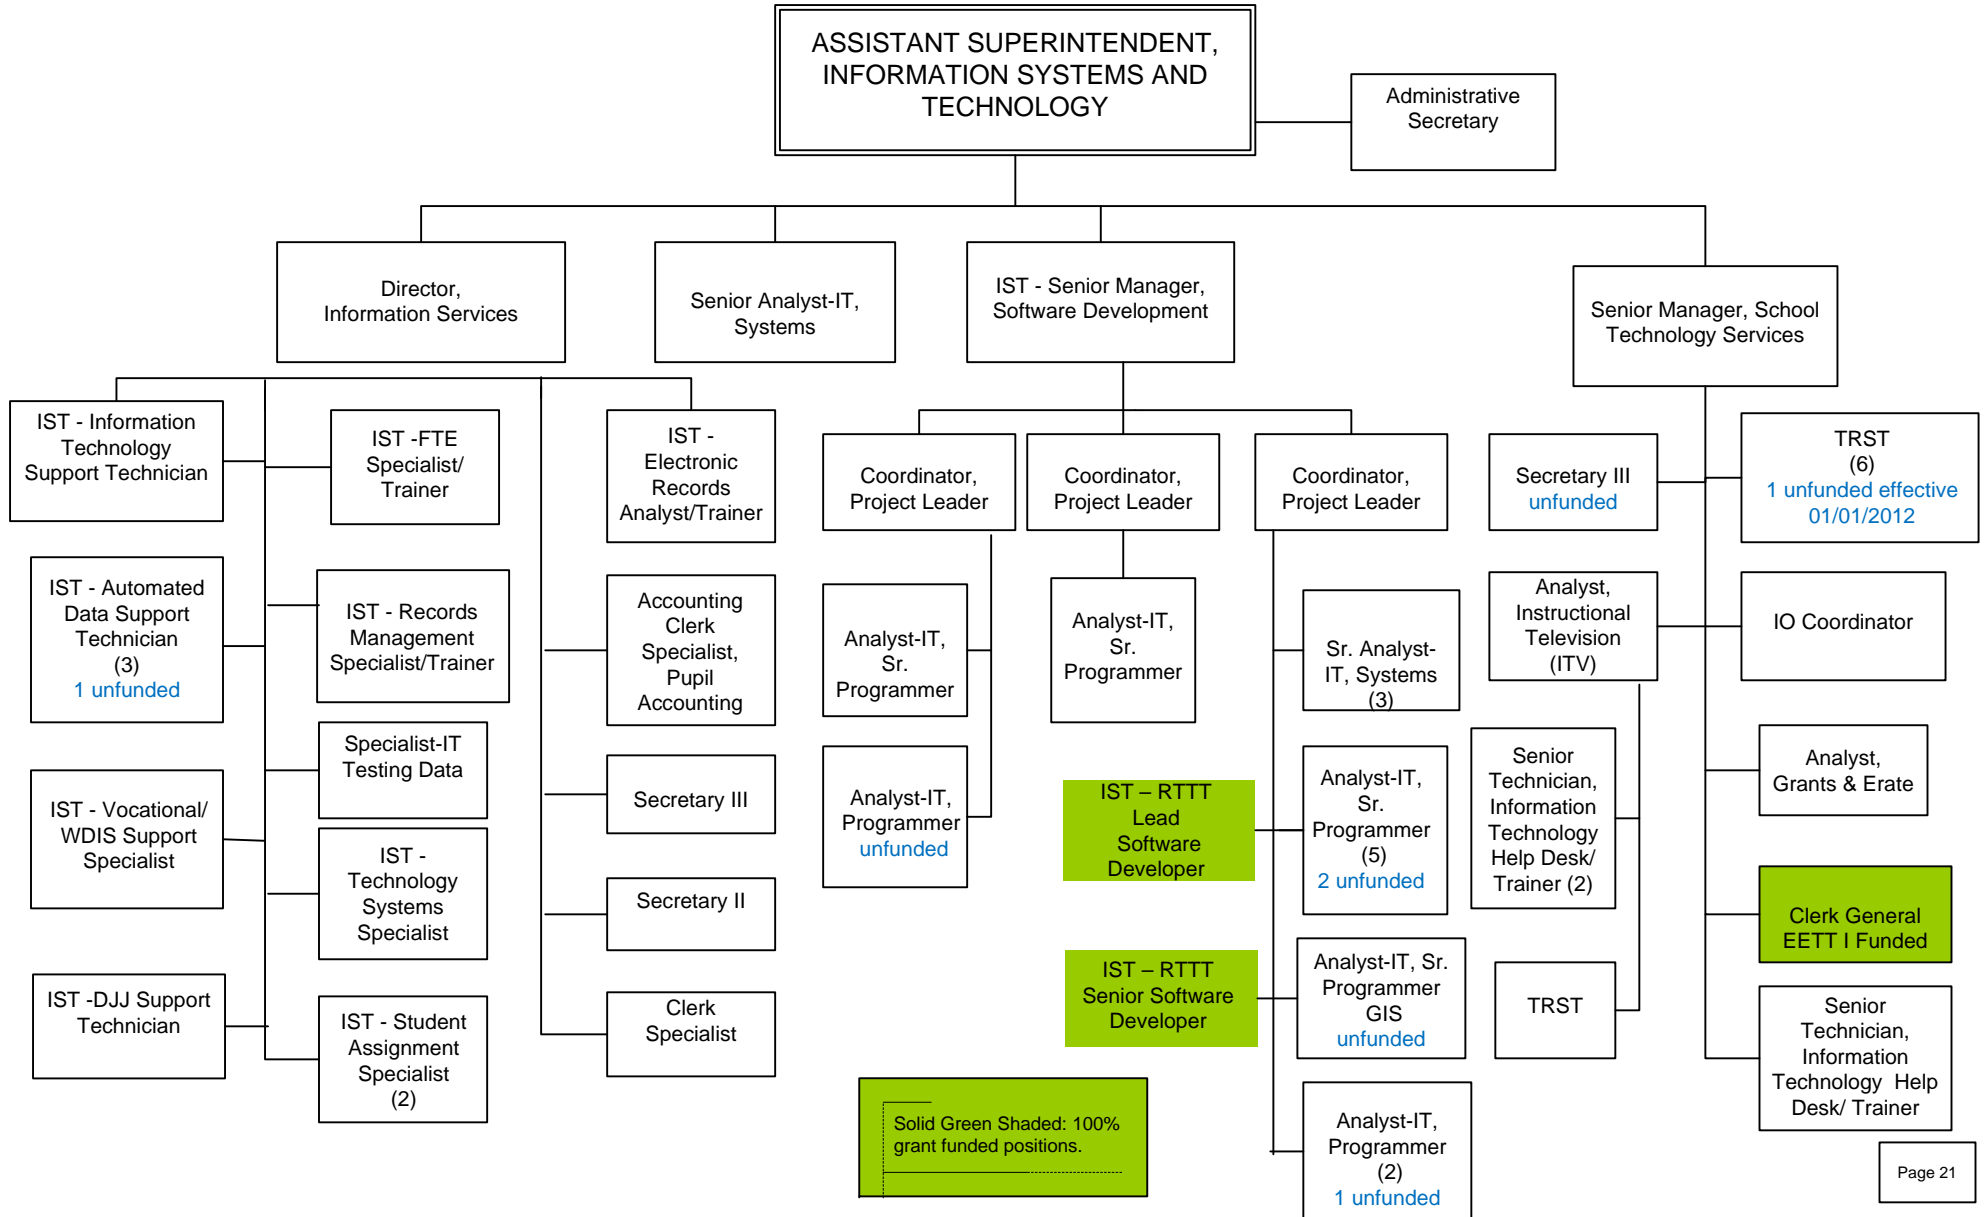 ASSISTANT SUPERINTENDENT,
INFORMATION SYSTEMS AND
TECHNOLOGY
Administrative
Secretary
Director,
Information Services
Senior Analyst-IT,
Systems
IST - Senior Manager,
Software Development
Senior Manager, School
Technology Services
IST - Information
Technology
Support Technician
IST -FTE
Specialist/
Trainer
IST -
Electronic
Records
Analyst/Trainer
Coordinator,
Project Leader
Coordinator,
Project Leader
Coordinator,
Project Leader
Secretary III
unfunded
TRST
(6)
1 unfunded effective
01/01/2012
IST - Automated
Data Support
Technician
(3)
1 unfunded
IST - Records
Management
Specialist/Trainer
Accounting
Clerk
Specialist,
Pupil
Accounting
Analyst-IT,
Sr.
Programmer
Analyst-IT,
Sr.
Programmer
Sr. Analyst-
IT, Systems
(3)
Analyst,
Instructional
Television
(ITV)
IO Coordinator
IST - Vocational/
WDIS Support
Specialist
Specialist-IT
Testing Data
Secretary III
Analyst-IT,
Programmer
unfunded
IST – RTTT
Lead
Software
Developer
Analyst-IT,
Sr.
Programmer
(5)
2 unfunded
Senior
Technician,
Information
Technology
Help Desk/
Trainer (2)
Analyst,
Grants & Erate
IST -
Technology
Systems
Specialist
Secretary II
Clerk General
EETT I Funded
IST -DJJ Support
Technician
IST - Student
Assignment
Specialist
(2)
Clerk
Specialist
IST – RTTT
Senior Software
Developer
Analyst-IT, Sr.
Programmer
GIS
unfunded
TRST
Senior
Technician,
Information
Technology Help
Desk/ Trainer
Solid Green Shaded: 100%
grant funded positions.
Analyst-IT,
Programmer
(2)
1 unfunded
Page 21